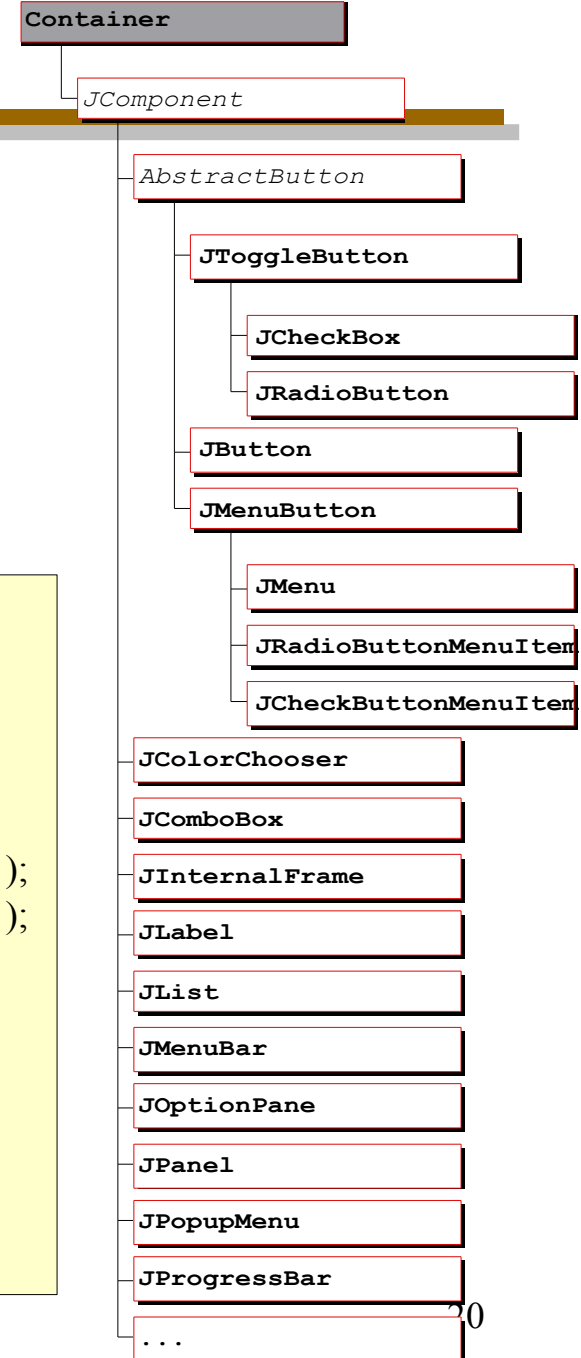 Container
JComponent
AbstractButton
JToggleButton
JCheckBox
JRadioButton
JButton
JMenuButton
JMenu
JRadioButtonMenuItem
JCheckButtonMenuItem
JColorChooser
JComboBox
);
JInternalFrame
);
JLabel
JList
JMenuBar
JOptionPane
JPanel
JPopupMenu
JProgressBar
20
...